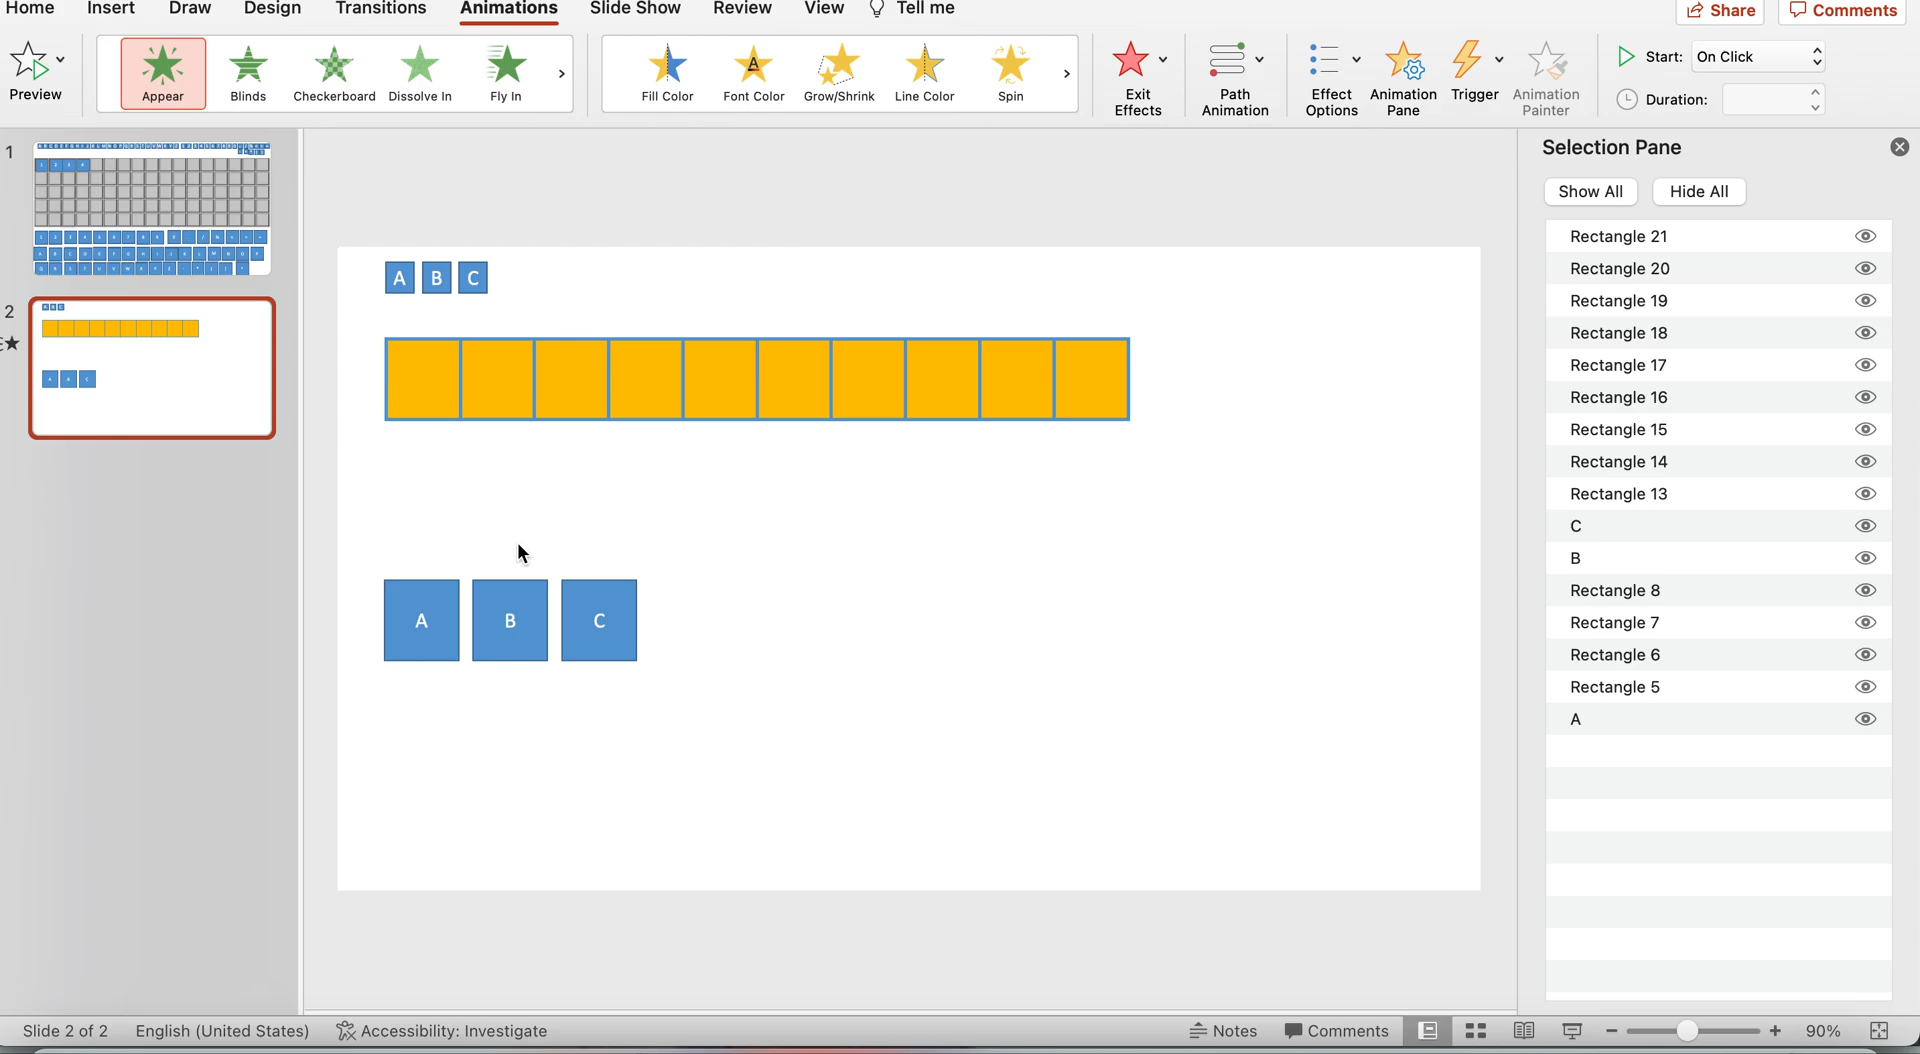 Home Insert Draw Design Transitions Animations Slide Show Review View Tell me Share Comments
Preview
Appear Blinds Checkerboard Dissolve In Fly In
A
Fill Color Font Color Grow/Shrink Line Color Spin
Exit Effects
Path Animation
Effect Options
Animation Pane
Trigger
Animation Painter
Start: On Click
Duration:
1
2
A B C
A B C
Selection Pane
Show All Hide All
Rectangle 21
Rectangle 20
Rectangle 19
Rectangle 18
Rectangle 17
Rectangle 16
Rectangle 15
Rectangle 14
Rectangle 13
C
B
Rectangle 8
Rectangle 7
Rectangle 6
Rectangle 5
A
Slide 2 of 2 English (United States) Accessibility: Investigate Notes Comments 90%